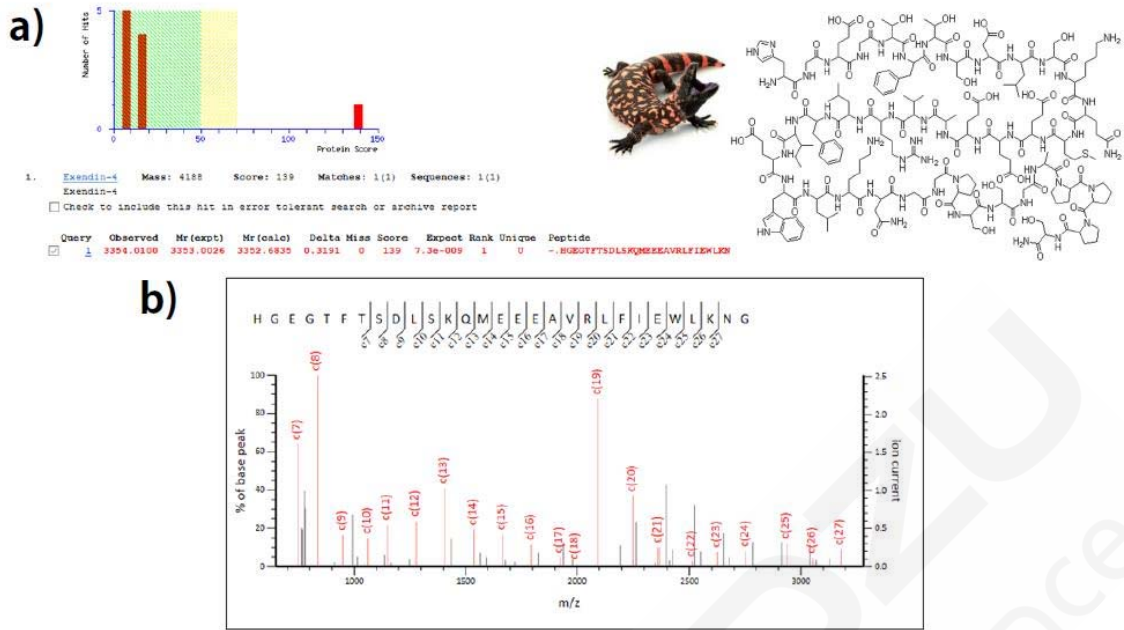 a)
Number of Hits
5
0
0
50
100
150
Protein Score
1. Exendin-4 Mass: 4188 Score: 139 Matches: 1(1) Sequences: 1(1)
Exendin-4
Check to include this hit in error tolerant search or archive report
Query Observed Mr(expt) Mr(calc) Delta Miss Score Expect Rank Unique Peptide
1 3354.0100 3353.0026 3352.6835 0.3191 0 139 7.3e-009 1 U -.HGEGTFTSDLSKQMEEEAVRLFIEWLKN
b)
H G E G T F T S D L S K Q M E E E A V R L F I E W L K N G
c7 c8 c9 c10 c11 c12 c13 c14 c15 c16 c17 c18 c19 c20 c21 c22 c23 c24 c25 c26 c27
% of base peak
100
80
60
40
20
0
c(7) c(8) c(9) c(10) c(11) c(12) c(13) c(14) c(15) c(16) c(17) c(18) c(19) c(20) c(21) c(22) c(23) c(24) c(25) c(26) c(27)
2.5
2.0
1.5
1.0
0.5
0.0
ion current
1000 1500 2000 2500 3000
m/z